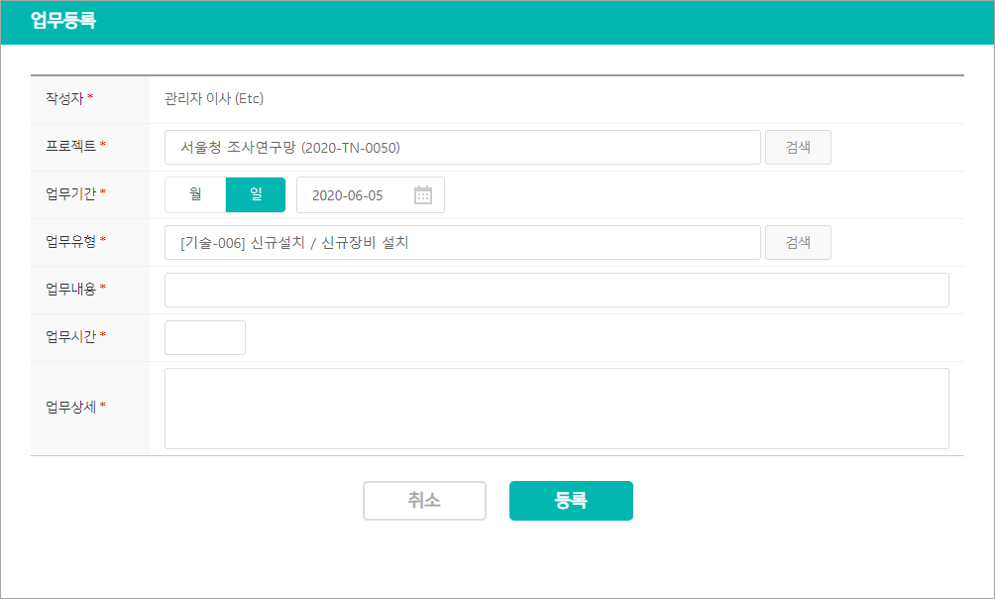 업무등록
작성자 * 관리자 이사 (Etc)
프로젝트 * 서울청 조사연구망 (2020-TN-0050) 검색
업무기간 * 월 일 2020-06-05
업무유형 * [기술-006] 신규설치 / 신규장비 설치 검색
업무내용 *
업무시간 *
업무상세 *
취소 등록